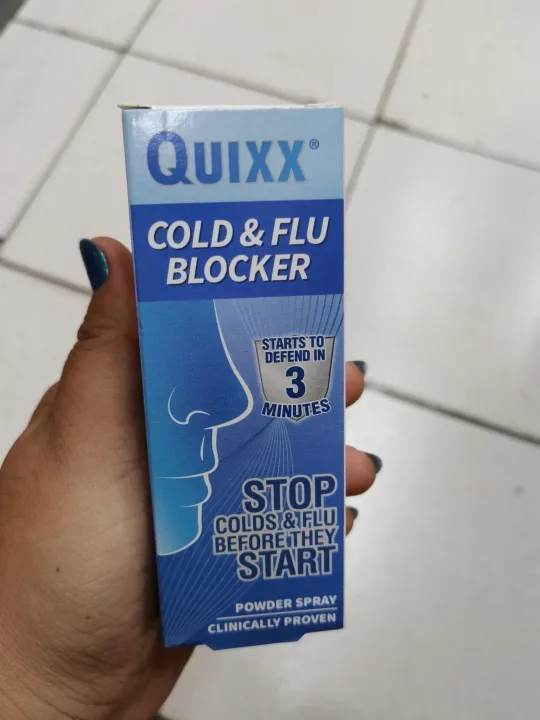 QUIXX®
COLD & FLU
BLOCKER
STARTS TO
DEFEND IN
3
MINUTES
STOP
COLDS & FLU
BEFORE THEY
START
POWDER SPRAY
CLINICALLY PROVEN